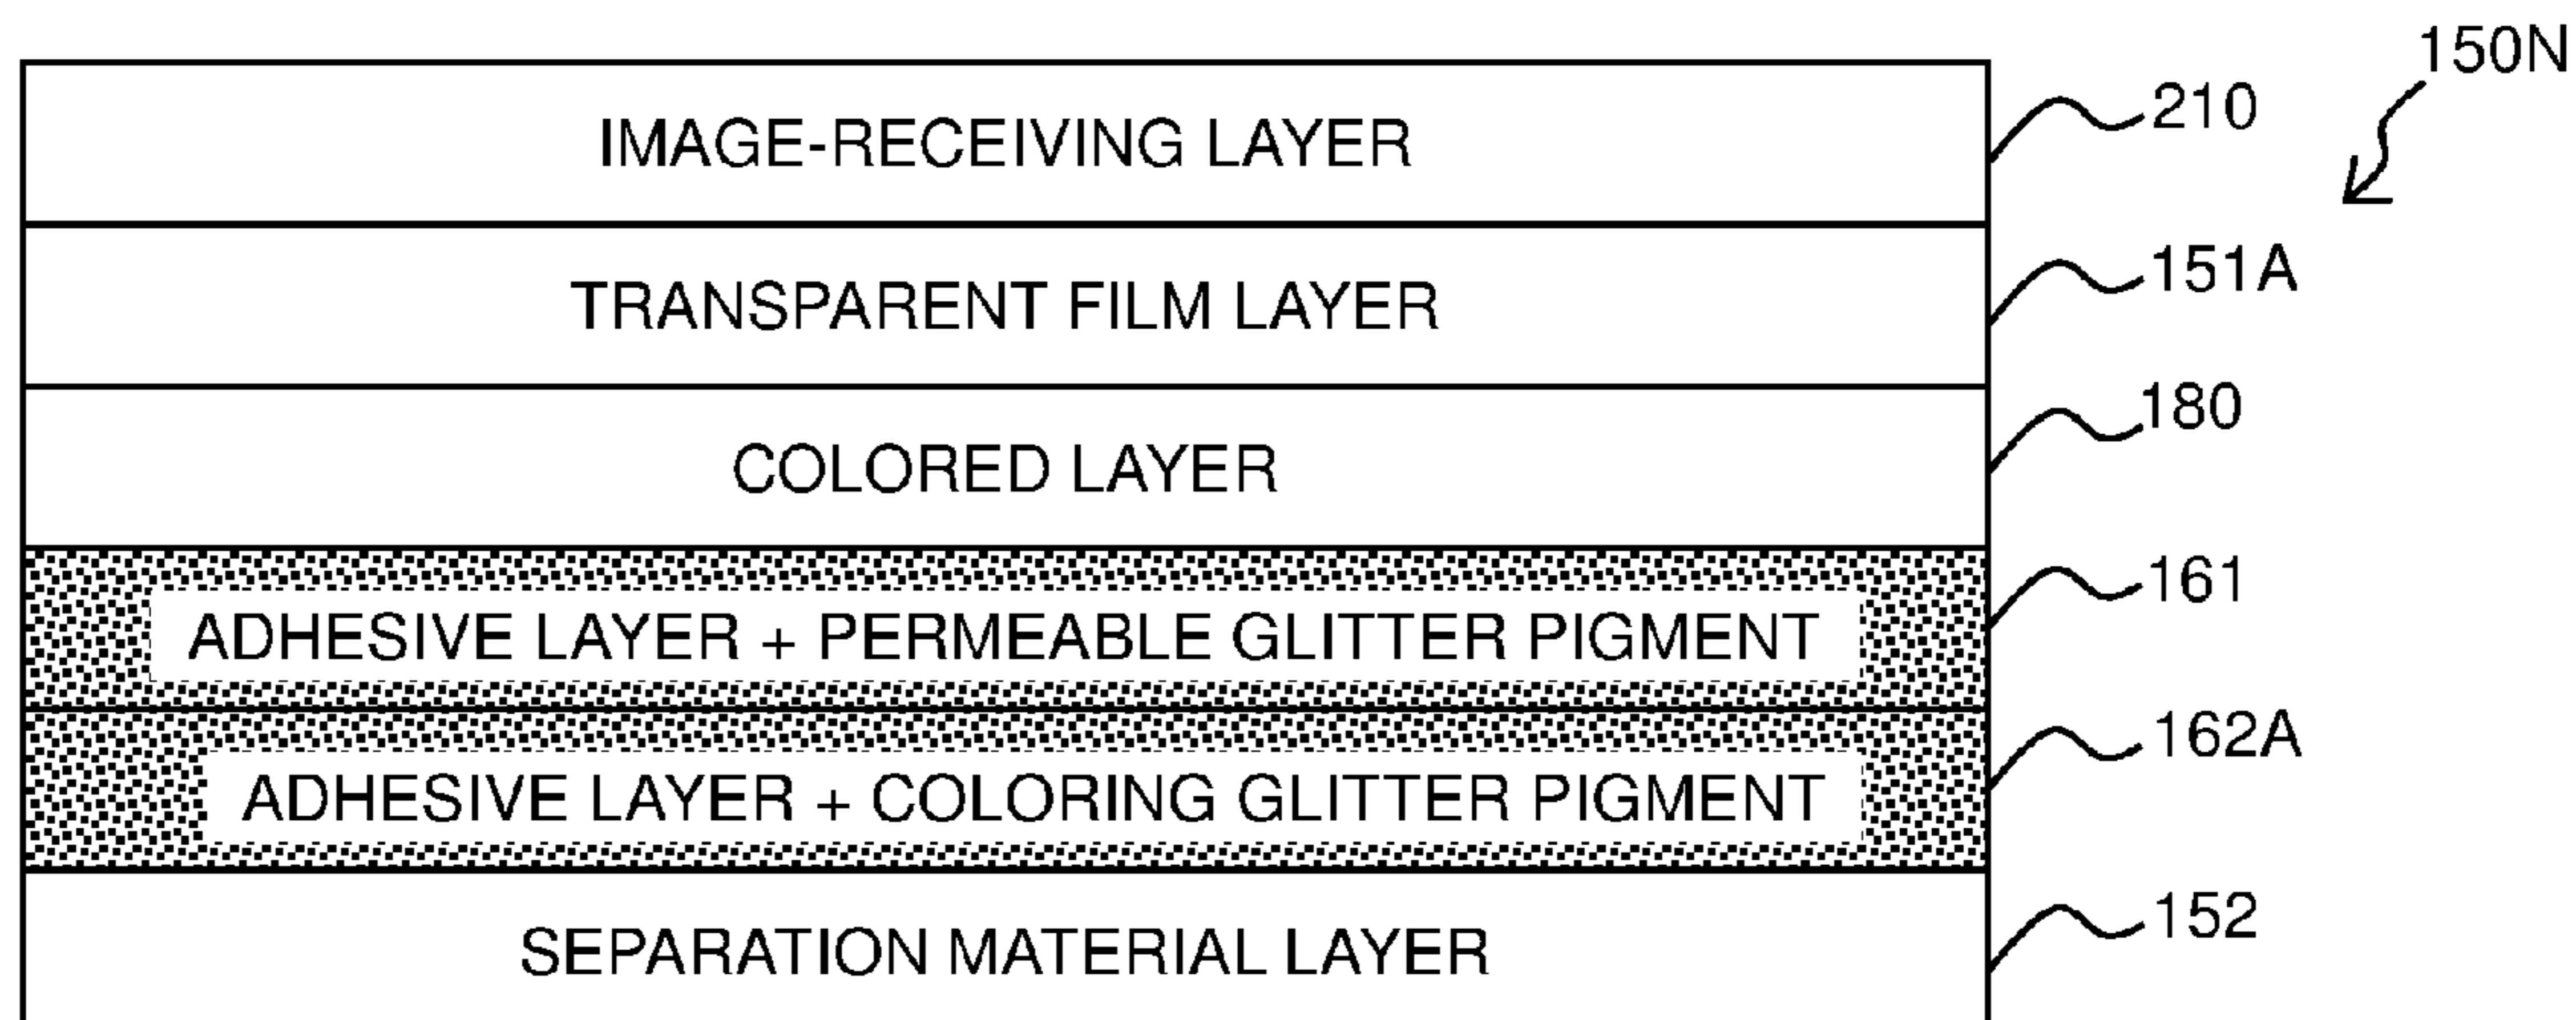 150N
IMAGE-RECEIVING LAYER 210
TRANSPARENT FILM LAYER 151A
COLORED LAYER 180
ADHESIVE LAYER + PERMEABLE GLITTER PIGMENT 161
ADHESIVE LAYER + COLORING GLITTER PIGMENT 162A
SEPARATION MATERIAL LAYER 152